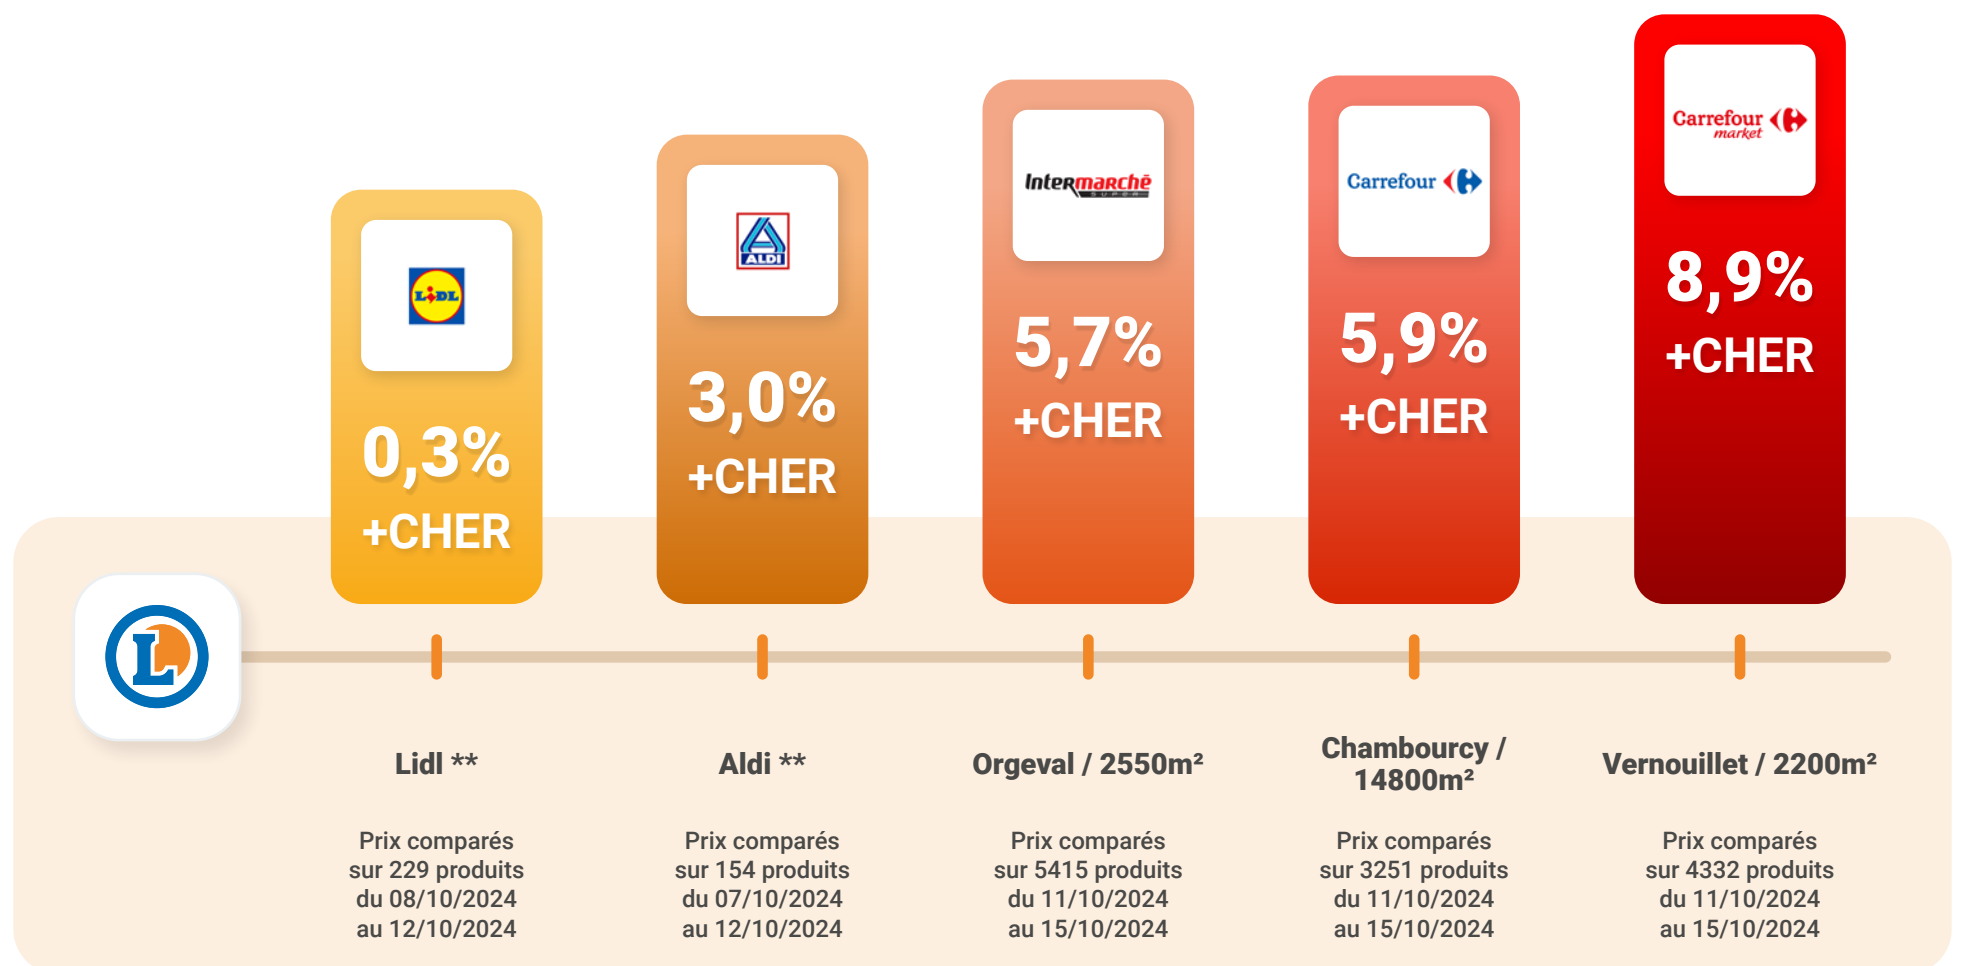 LIDL
0,3%
+CHER
ALDI
3,0%
+CHER
Intermarchē
SUPER
5,7%
+CHER
Carrefour
5,9%
+CHER
Carrefour
market
8,9%
+CHER
L
Lidl **
Prix comparés
sur 229 produits
du 08/10/2024
au 12/10/2024
Aldi **
Prix comparés
sur 154 produits
du 07/10/2024
au 12/10/2024
Orgeval / 2550m²
Prix comparés
sur 5415 produits
du 11/10/2024
au 15/10/2024
Chambourcy /
14800m²
Prix comparés
sur 3251 produits
du 11/10/2024
au 15/10/2024
Vernouillet / 2200m²
Prix comparés
sur 4332 produits
du 11/10/2024
au 15/10/2024